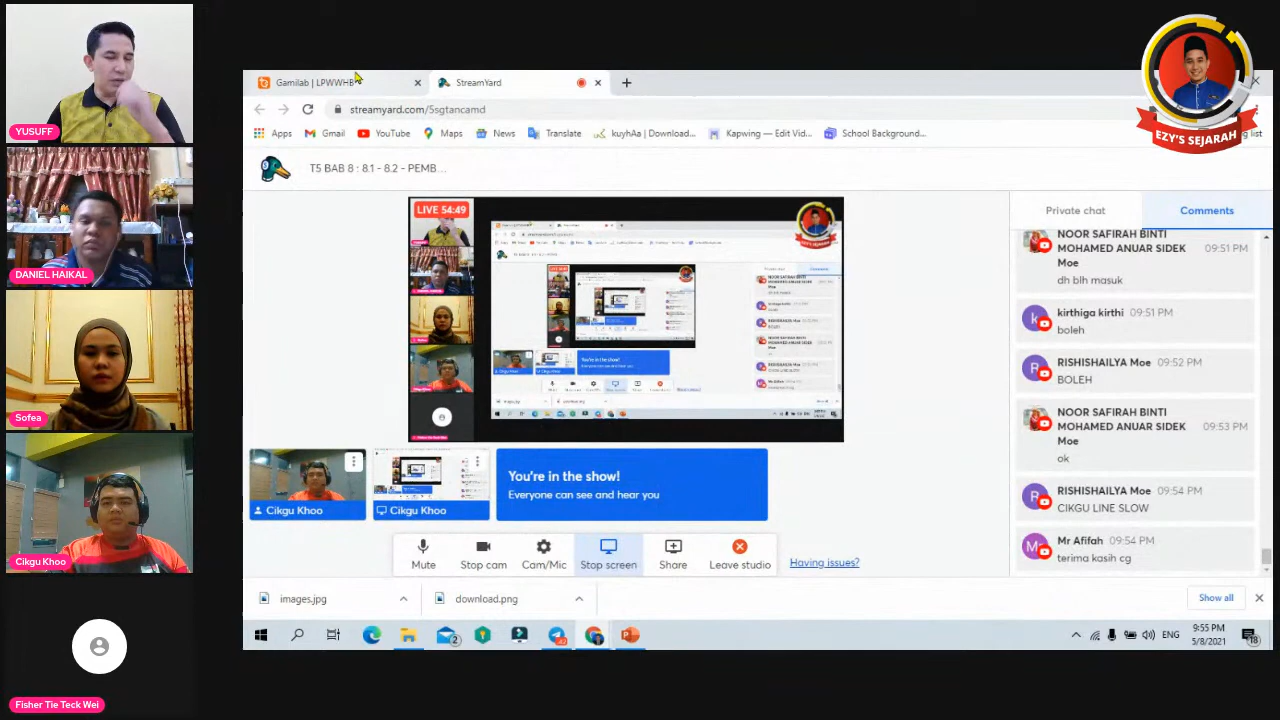 YUSUFF
DANIEL HAIKAL
Sofea
Cikgu Khoo
Fisher Tie Teck Wei
EZY'S SEJARAH
Gamilab | LPWWHB
StreamYard
streamyard.com/5sgtancamd
Apps
Gmail
YouTube
Maps
News
Translate
kuyhAa | Download...
Kapwing — Edit Vid...
School Background...
T5 BAB 8 : 8.1 - 8.2 - PEMB...
LIVE 54:49
You're in the show!
Cikgu Khoo
Cikgu Khoo
You're in the show!
Everyone can see and hear you
Mute
Stop cam
Cam/Mic
Stop screen
Share
Leave studio
Having issues?
Private chat
Comments
NOOR SAFIRAH BINTI
MOHAMED ANUAR SIDEK
Moe
09:51 PM
dh blh masuk
kirthiga kirthi 09:51 PM
boleh
RISHISHAILYA Moe 09:52 PM
BOLEH
NOOR SAFIRAH BINTI
MOHAMED ANUAR SIDEK
Moe
09:53 PM
ok
RISHISHAILYA Moe 09:54 PM
CIKGU LINE SLOW
Mr Afifah 09:54 PM
terima kasih cg
images.jpg
download.png
Show all
2
ENG
9:55 PM
5/8/2021
18